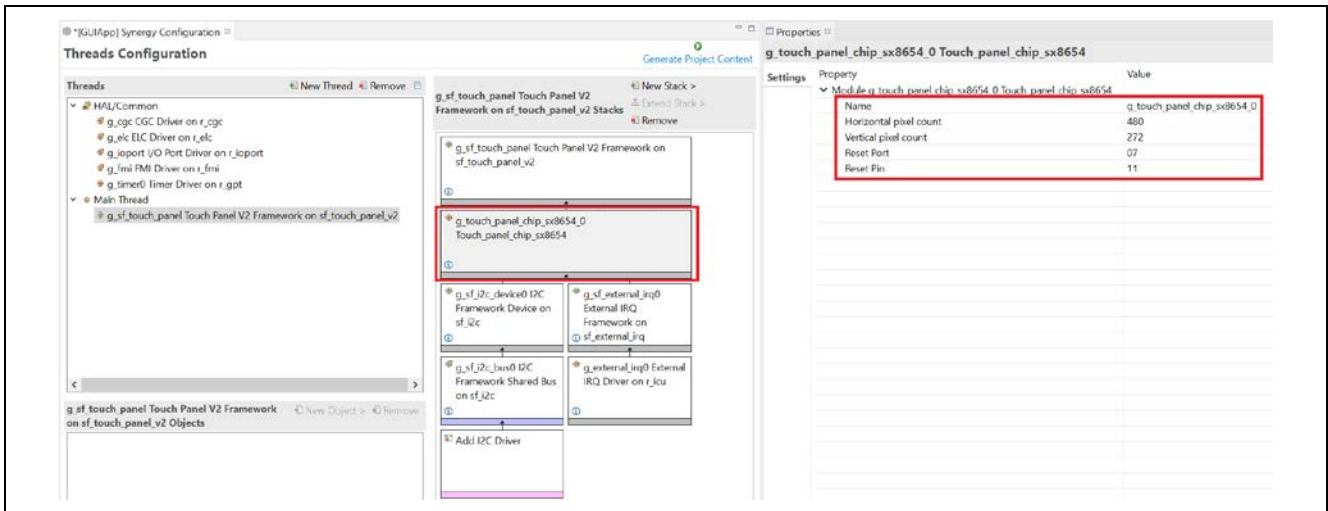 *[GUIApp] Synergy Configuration
Threads Configuration
Generate Project Content
Threads
New Thread
Remove
HAL/Common
g_cgc CGC Driver on r_cgc
g_elc ELC Driver on r_elc
g_ioport I/O Port Driver on r_ioport
g_fmi FMI Driver on r_fmi
g_timer0 Timer Driver on r_gpt
Main Thread
g_sf_touch_panel Touch Panel V2 Framework on sf_touch_panel_v2
g_sf_touch_panel Touch Panel V2 Framework
on sf_touch_panel_v2 Objects
New Object >
Remove
g_sf_touch_panel Touch Panel V2
Framework on sf_touch_panel_v2 Stacks
New Stack >
Extend Stack >
Remove
g_sf_touch_panel Touch Panel V2 Framework on
sf_touch_panel_v2
g_touch_panel_chip_sx8654_0
Touch_panel_chip_sx8654
g_sf_i2c_device0 I2C
Framework Device on
sf_i2c
g_sf_external_irq0
External IRQ
Framework on
sf_external_irq
g_sf_i2c_bus0 I2C
Framework Shared Bus
on sf_i2c
g_external_irq0 External
IRQ Driver on r_icu
Add I2C Driver
Properties
g_touch_panel_chip_sx8654_0 Touch_panel_chip_sx8654
Settings
Property Value
Module g_touch_panel_chip_sx8654_0 Touch_panel_chip_sx8654
Name g_touch_panel_chip_sx8654_0
Horizontal pixel count 480
Vertical pixel count 272
Reset Port 07
Reset Pin 11